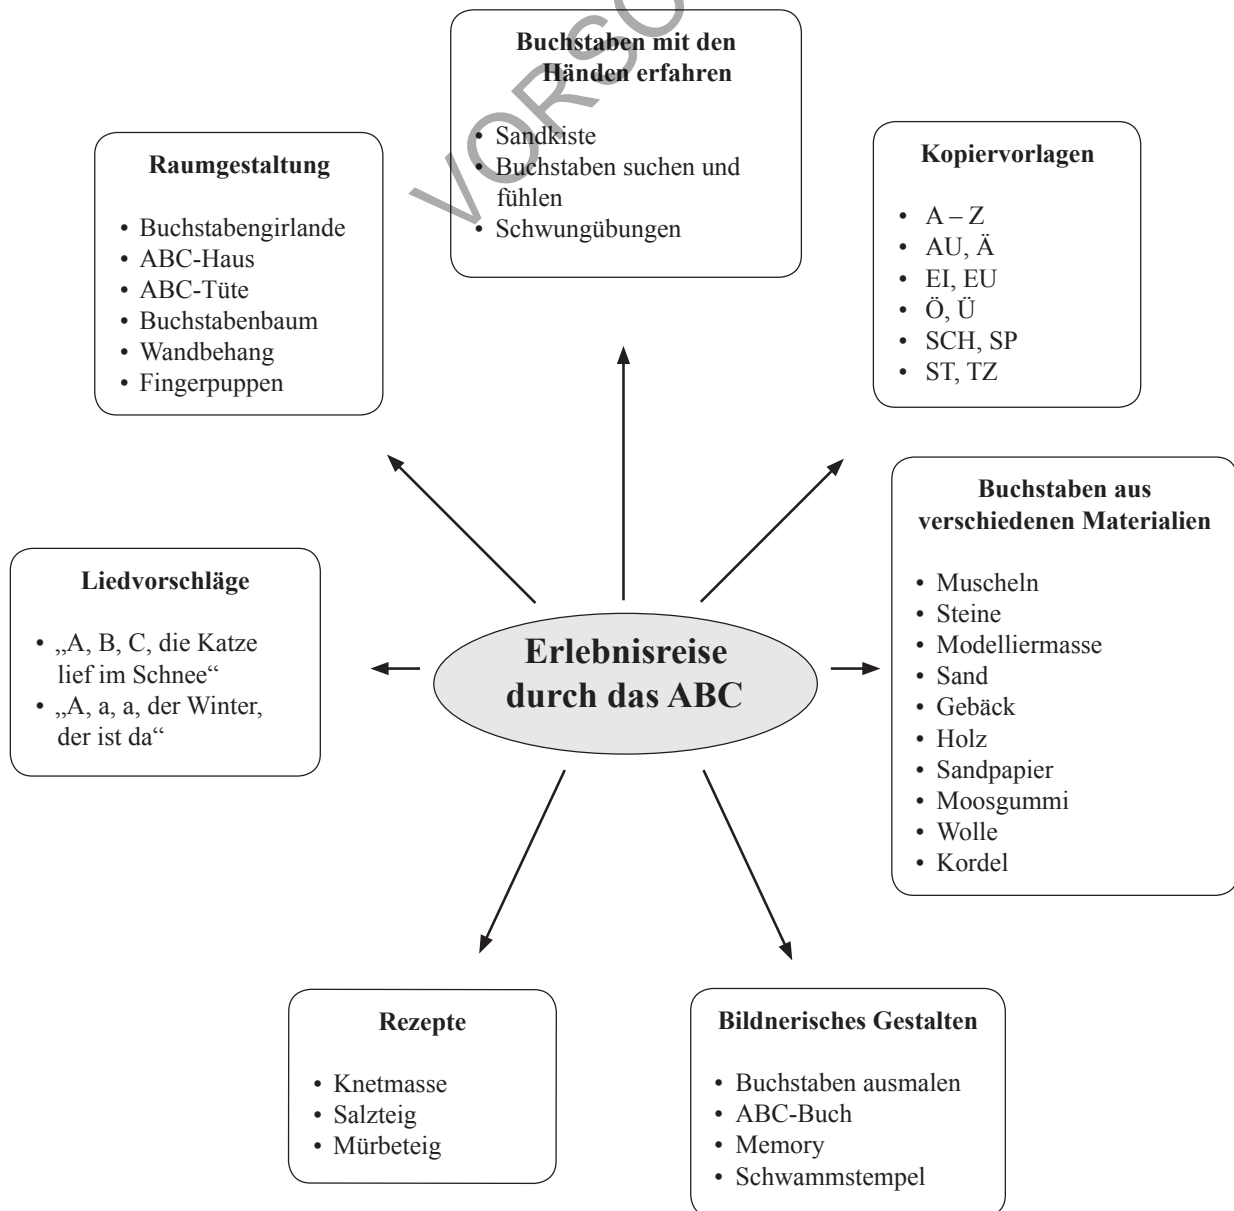 Buchstaben mit den
Händen erfahren
• Sandkiste
• Buchstaben suchen und
fühlen
• Schwungübungen
Raumgestaltung
• Buchstabengirlande
• ABC-Haus
• ABC-Tüte
• Buchstabenbaum
• Wandbehang
• Fingerpuppen
Kopiervorlagen
• A – Z
• AU, Ä
• EI, EU
• Ö, Ü
• SCH, SP
• ST, TZ
Buchstaben aus
verschiedenen Materialien
• Muscheln
• Steine
• Modelliermasse
• Sand
• Gebäck
• Holz
• Sandpapier
• Moosgummi
• Wolle
• Kordel
Liedvorschläge
• „A, B, C, die Katze
lief im Schnee“
• „A, a, a, der Winter,
der ist da“
Erlebnisreise
durch das ABC
Rezepte
• Knetmasse
• Salzteig
• Mürbeteig
Bildnerisches Gestalten
• Buchstaben ausmalen
• ABC-Buch
• Memory
• Schwammstempel